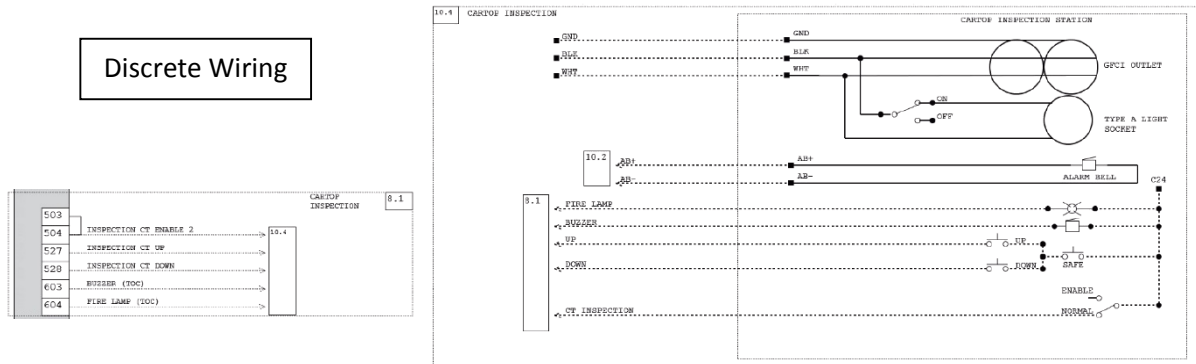 Discrete Wiring
CARTOP
INSPECTION
8.1
503
504
INSPECTION CT ENABLE 2
10.4
527
INSPECTION CT UP
528
INSPECTION CT DOWN
603
BUZZER (TOC)
604
FIRE LAMP (TOC)
10.4
CARTOP INSPECTION
CARTOP INSPECTION STATION
GND
GND
BLK
BLK
WHT
WHT
GFCI OUTLET
ON
OFF
TYPE A LIGHT
SOCKET
10.2
AB+
AB+
AB-
AB-
ALARM BELL
C24
8.1
FIRE LAMP
BUZZER
UP
UP
DOWN
DOWN
SAFE
ENABLE
CT INSPECTION
NORMAL